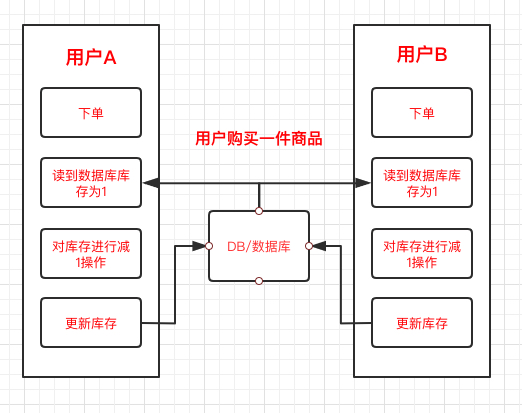 用户A
下单
读到数据库库
存为1
对库存进行减
1操作
更新库存
用户购买一件商品
DB/数据库
用户B
下单
读到数据库库
存为1
对库存进行减
1操作
更新库存